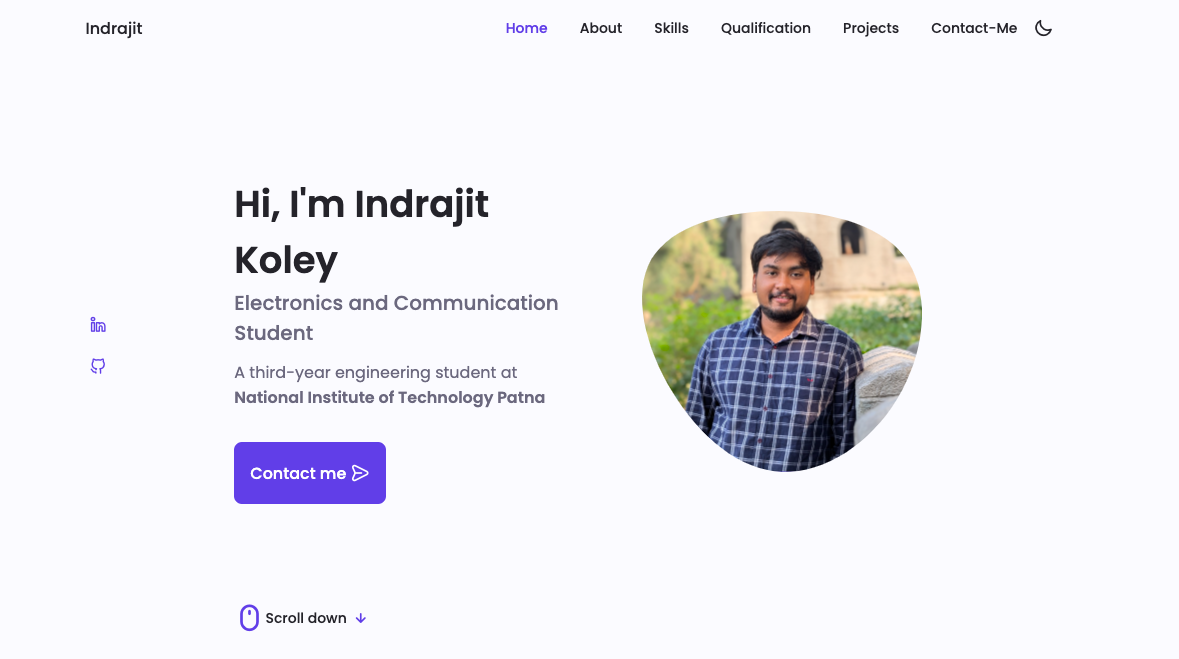 Indrajit
Home About Skills Qualification Projects Contact-Me
Hi, I'm Indrajit
Koley
Electronics and Communication
Student
A third-year engineering student at
National Institute of Technology Patna
Contact me
Scroll down